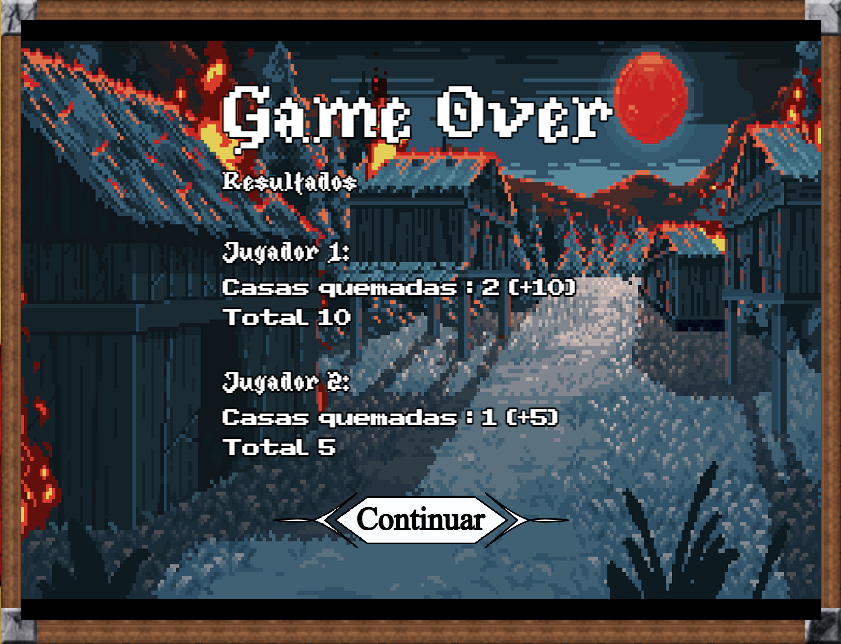 Game Over
Resultados
Jugador 1:
Casas quemadas : 2 (+10)
Total 10
Jugador 2:
Casas quemadas : 1 (+5)
Total 5
Continuar